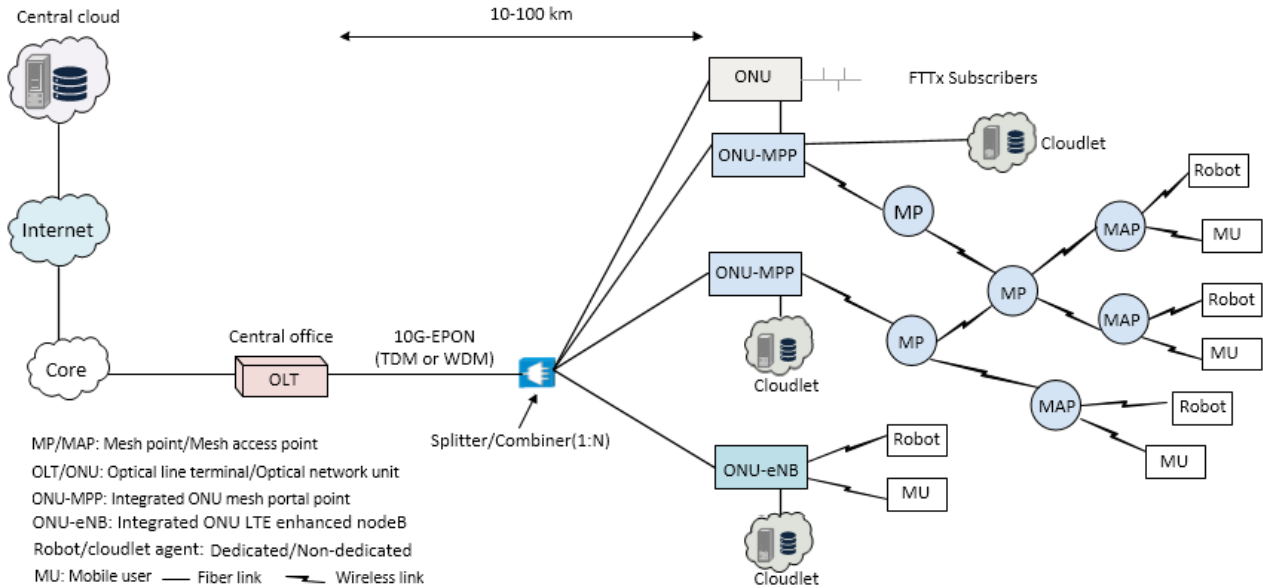 Central cloud
10-100 km
ONU
FTTx Subscribers
ONU-MPP
Cloudlet
Robot
MP
MAP
MU
Internet
ONU-MPP
MP
Robot
MAP
MU
Central office
10G-EPON
(TDM or WDM)
MP
Core
OLT
Cloudlet
MAP
Robot
Splitter/Combiner(1:N)
MU
Robot
ONU-eNB
MU
Cloudlet
MP/MAP: Mesh point/Mesh access point
OLT/ONU: Optical line terminal/Optical network unit
ONU-MPP: Integrated ONU mesh portal point
ONU-eNB: Integrated ONU LTE enhanced nodeB
Robot/cloudlet agent: Dedicated/Non-dedicated
MU: Mobile user Fiber link Wireless link